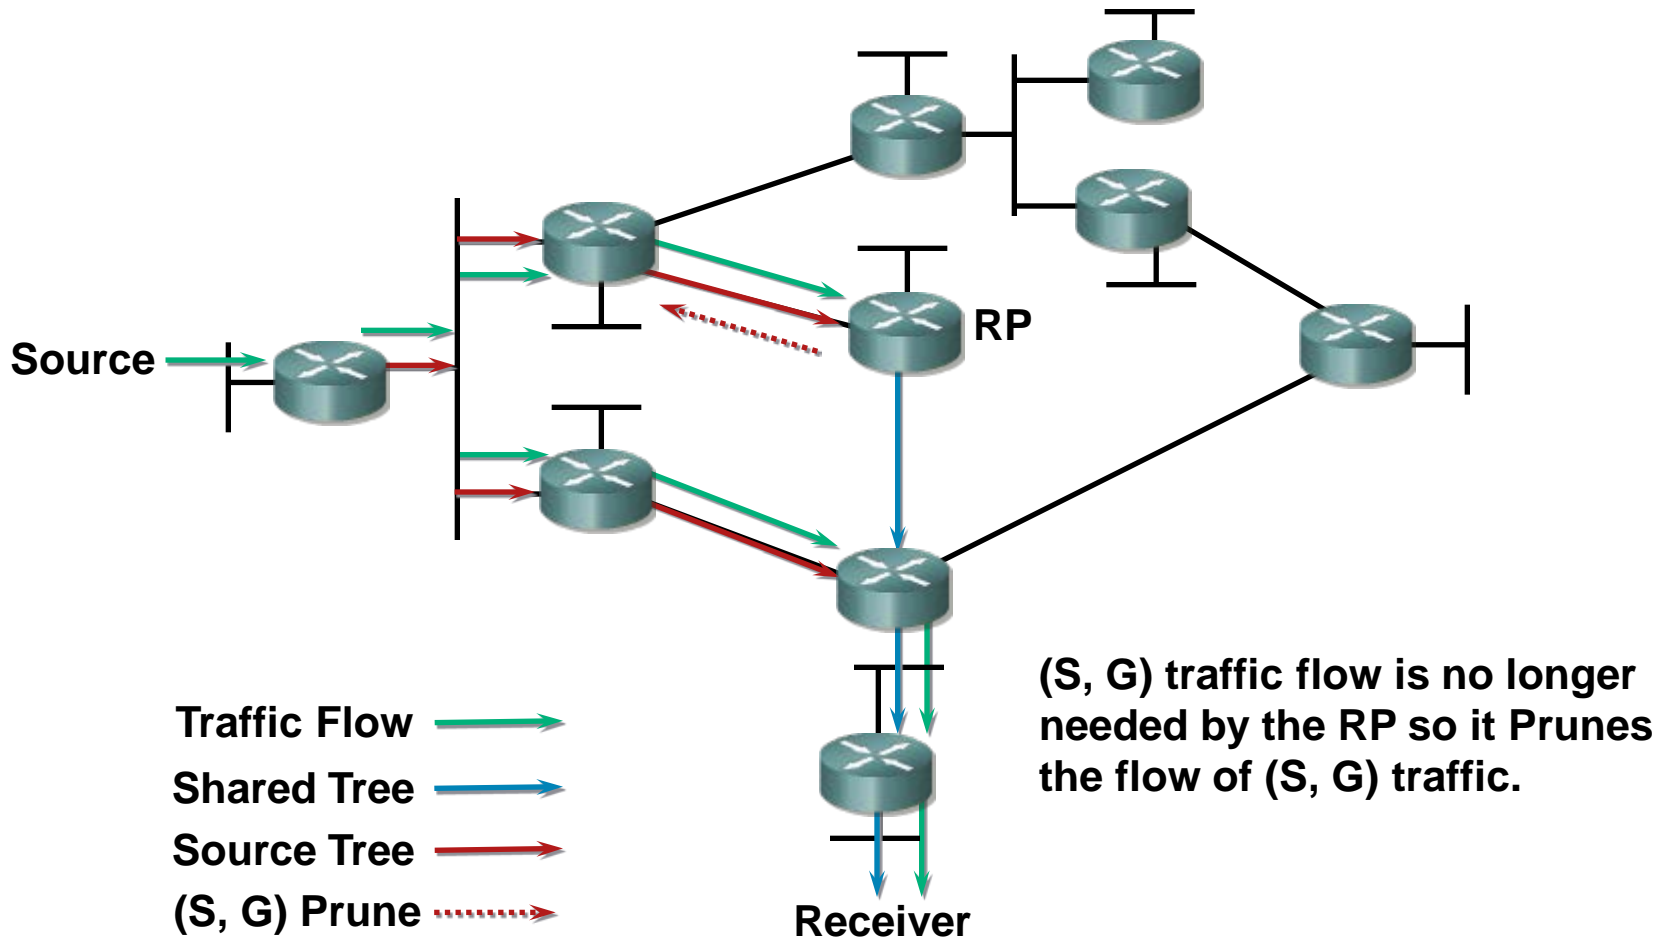 RP
Source
(S, G) traffic flow is no longer
needed by the RP so it Prunes
the flow of (S, G) traffic.
Traffic Flow
Shared Tree
Source Tree
(S, G) Prune
Receiver